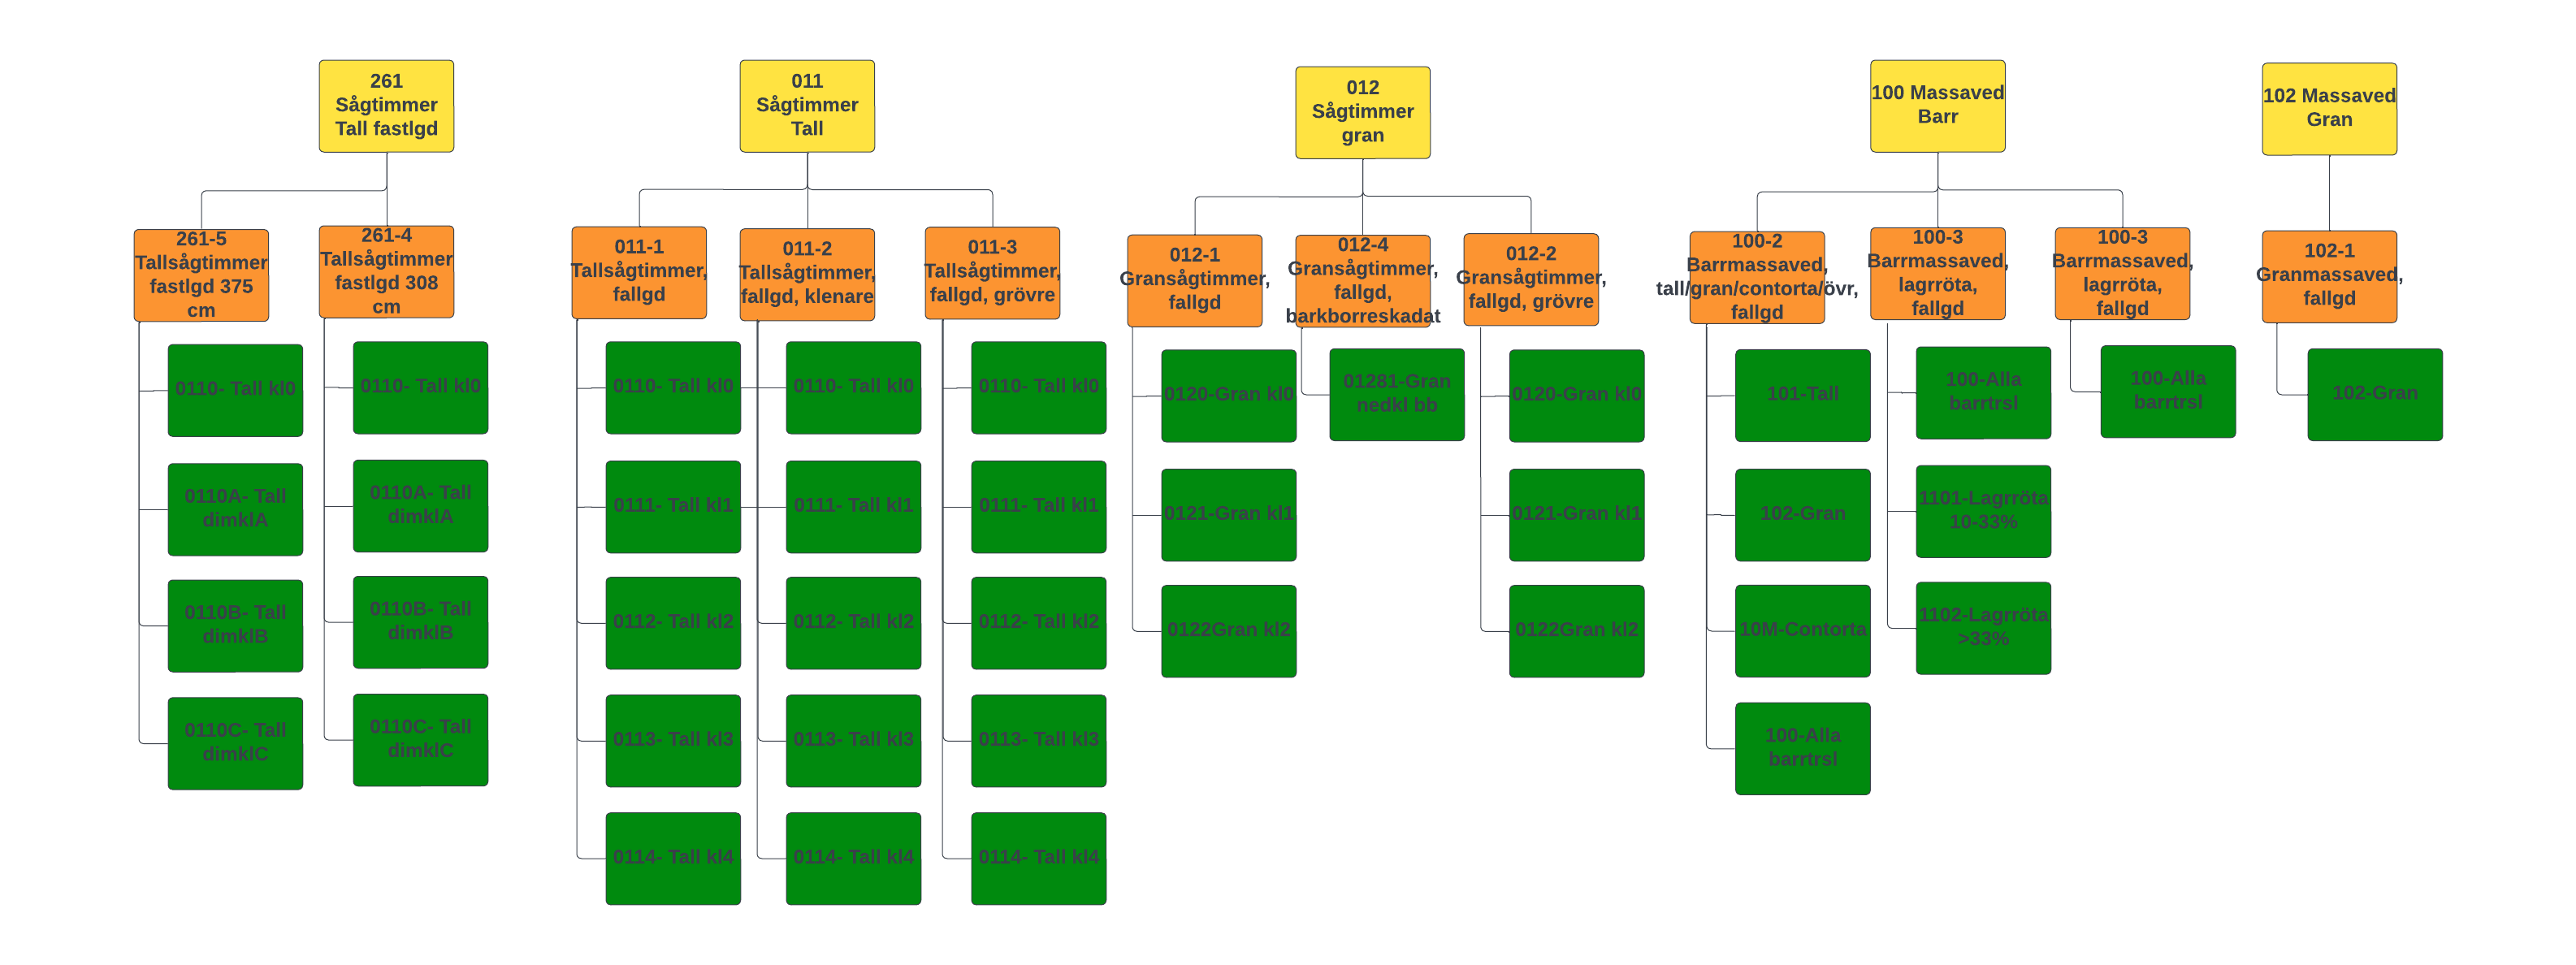 261
Sågtimmer
Tall fastlgd
261-5
Tallsågtimmer
fastlgd 375
cm
0110- Tall kl0
0110A- Tall
dimklA
0110B- Tall
dimklB
0110C- Tall
dimklC
261-4
Tallsågtimmer
fastlgd 308
cm
0110- Tall kl0
0110A- Tall
dimklA
0110B- Tall
dimklB
0110C- Tall
dimklC
011
Sågtimmer
Tall
011-1
Tallsågtimmer,
fallgd
0110- Tall kl0
0111- Tall kl1
0112- Tall kl2
0113- Tall kl3
0114- Tall kl4
011-2
Tallsågtimmer,
fallgd, klenare
0110- Tall kl0
0111- Tall kl1
0112- Tall kl2
0113- Tall kl3
0114- Tall kl4
011-3
Tallsågtimmer,
fallgd, grövre
0110- Tall kl0
0111- Tall kl1
0112- Tall kl2
0113- Tall kl3
0114- Tall kl4
012
Sågtimmer
gran
012-1
Gransågtimmer,
fallgd
0120-Gran kl0
0121-Gran kl1
0122Gran kl2
012-4
Gransågtimmer,
fallgd,
barkborreskadat
01281-Gran
nedkl bb
012-2
Gransågtimmer,
fallgd, grövre
0120-Gran kl0
0121-Gran kl1
0122Gran kl2
100 Massaved
Barr
100-2
Barrmassaved,
tall/gran/contorta/övr,
fallgd
101-Tall
102-Gran
10M-Contorta
100-Alla
barrtrsl
100-3
Barrmassaved,
lagrröta,
fallgd
100-Alla
barrtrsl
1101-Lagrröta
10-33%
1102-Lagrröta
>33%
100-3
Barrmassaved,
lagrröta,
fallgd
100-Alla
barrtrsl
102 Massaved
Gran
102-1
Granmassaved,
fallgd
102-Gran